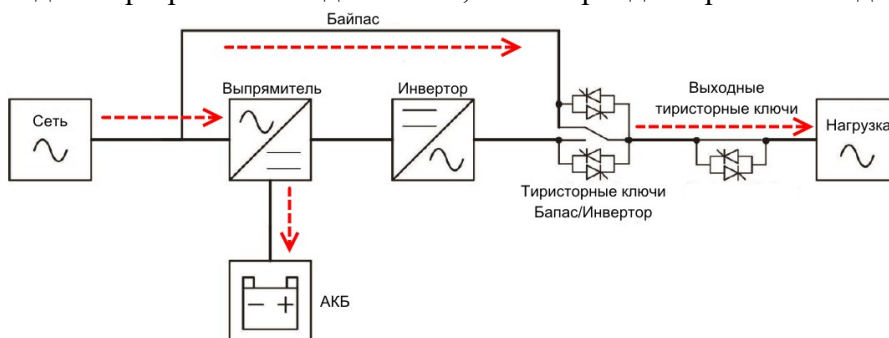 Байпас
Выпрямитель
Инвертор
Выходные
тиристорные ключи
Сеть
Нагрузка
Тиристорные ключи
Бапас/Инвертор
АКБ